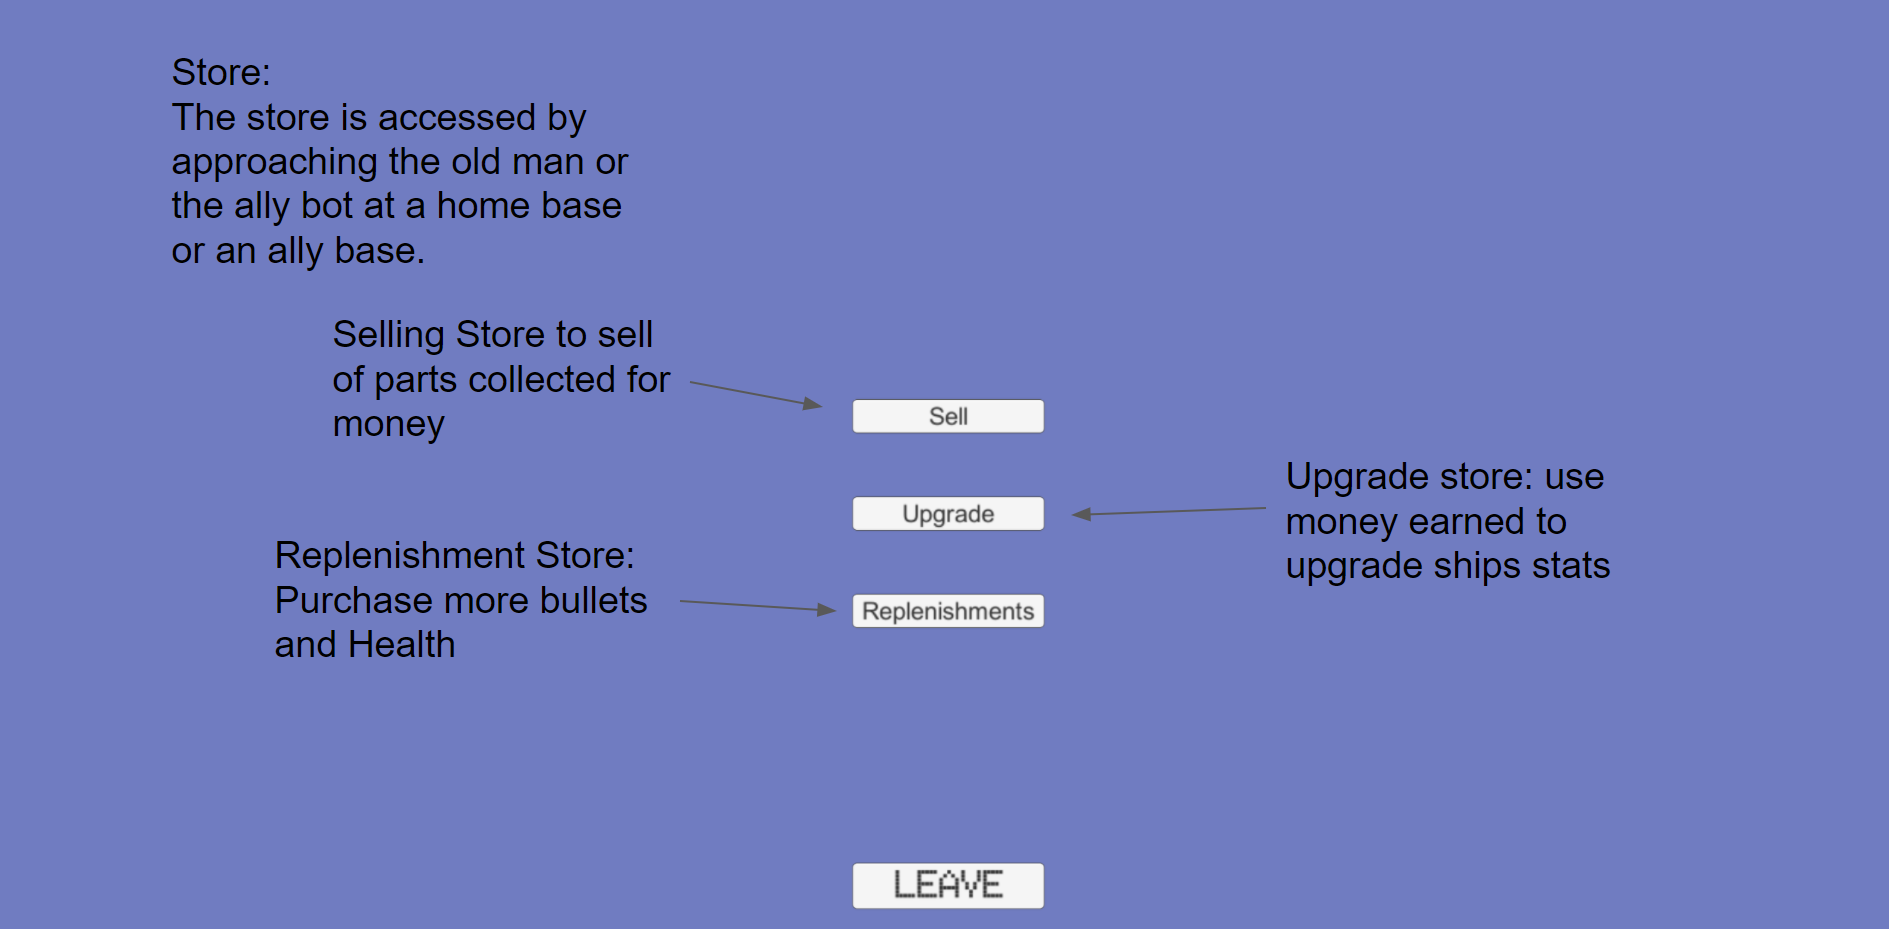 Store:
The store is accessed by
approaching the old man or
the ally bot at a home base
or an ally base.
Selling Store to sell
of parts collected for
money
Sell
Upgrade store: use
money earned to
upgrade ships stats
Upgrade
Replenishment Store:
Purchase more bullets
and Health
Replenishments
LEAVE